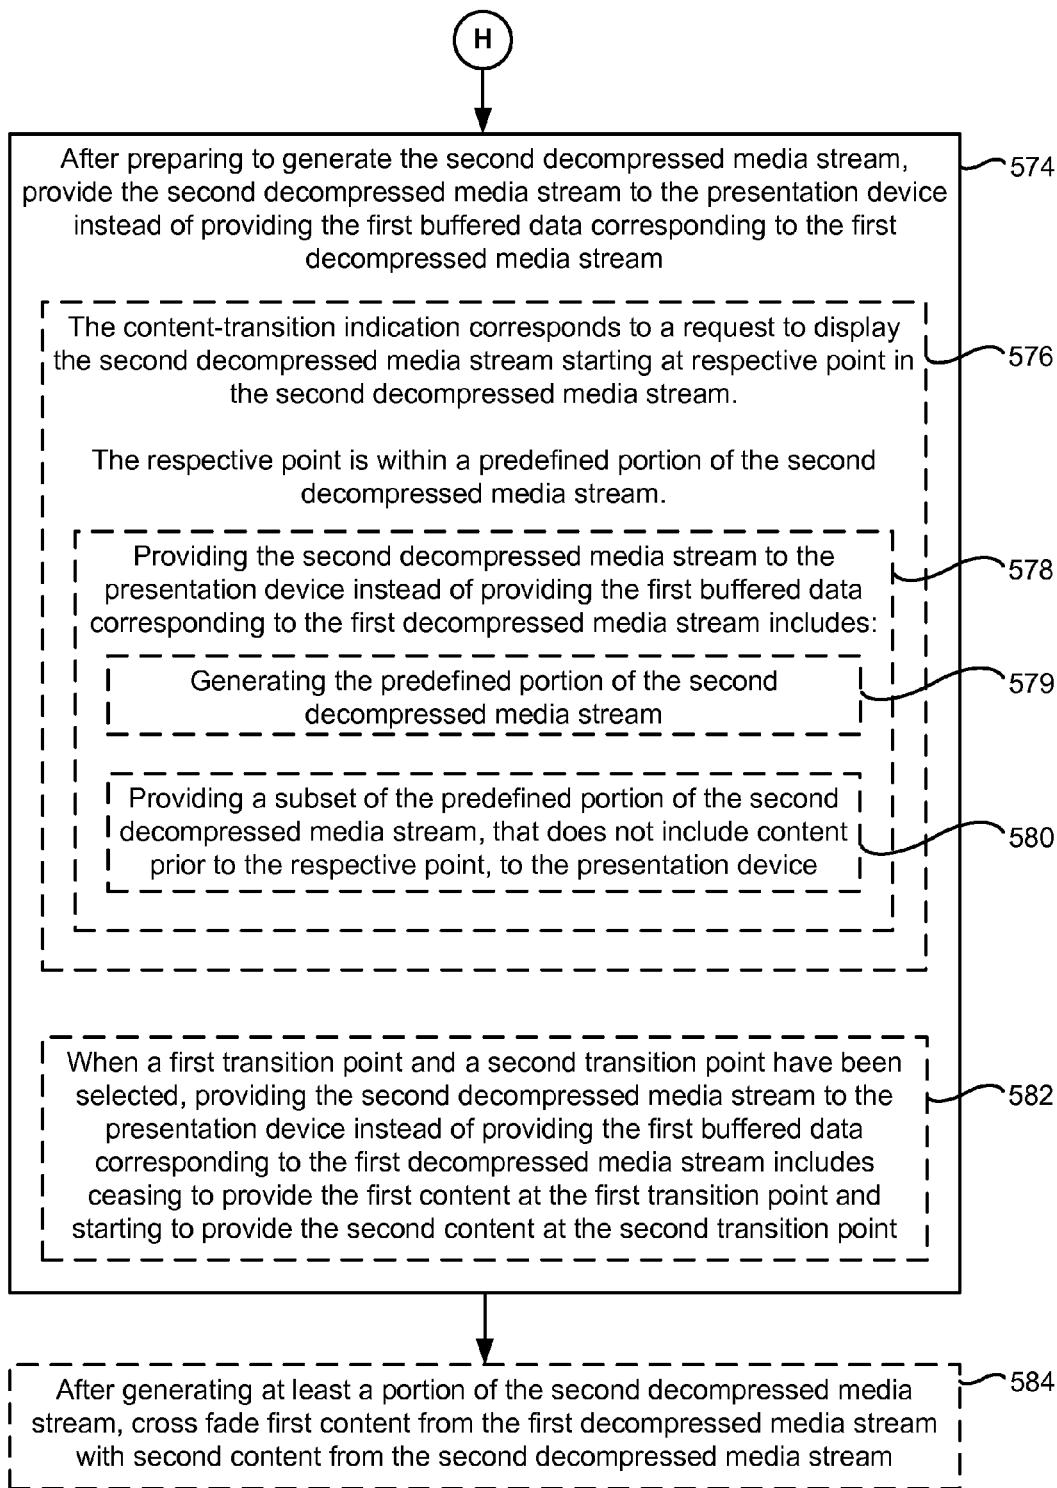 H
After preparing to generate the second decompressed media stream,
provide the second decompressed media stream to the presentation device
instead of providing the first buffered data corresponding to the first
decompressed media stream
574
The content-transition indication corresponds to a request to display
the second decompressed media stream starting at respective point in
the second decompressed media stream.
576
The respective point is within a predefined portion of the second
decompressed media stream.
Providing the second decompressed media stream to the
presentation device instead of providing the first buffered data
corresponding to the first decompressed media stream includes:
578
Generating the predefined portion of the second
decompressed media stream
579
Providing a subset of the predefined portion of the second
decompressed media stream, that does not include content
prior to the respective point, to the presentation device
580
When a first transition point and a second transition point have been
selected, providing the second decompressed media stream to the
presentation device instead of providing the first buffered data
corresponding to the first decompressed media stream includes
ceasing to provide the first content at the first transition point and
starting to provide the second content at the second transition point
582
After generating at least a portion of the second decompressed media
stream, cross fade first content from the first decompressed media stream
with second content from the second decompressed media stream
584